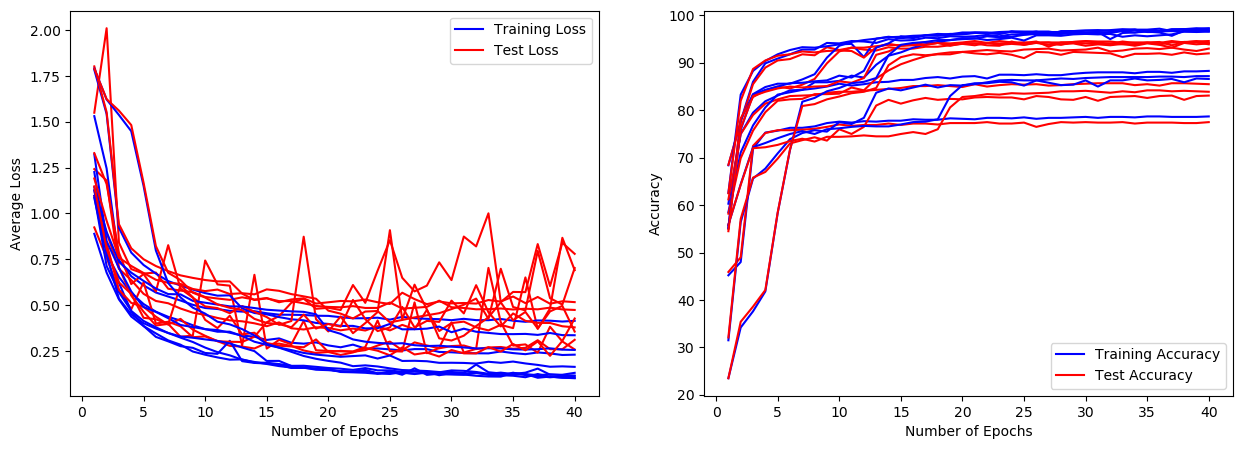 2.00
1.75
1.50
1.25
1.00
0.75
0.50
0.25
Average Loss
0 5 10 15 20 25 30 35 40
Number of Epochs
Training Loss
Test Loss
100
90
80
70
60
50
40
30
20
Accuracy
0 5 10 15 20 25 30 35 40
Number of Epochs
Training Accuracy
Test Accuracy